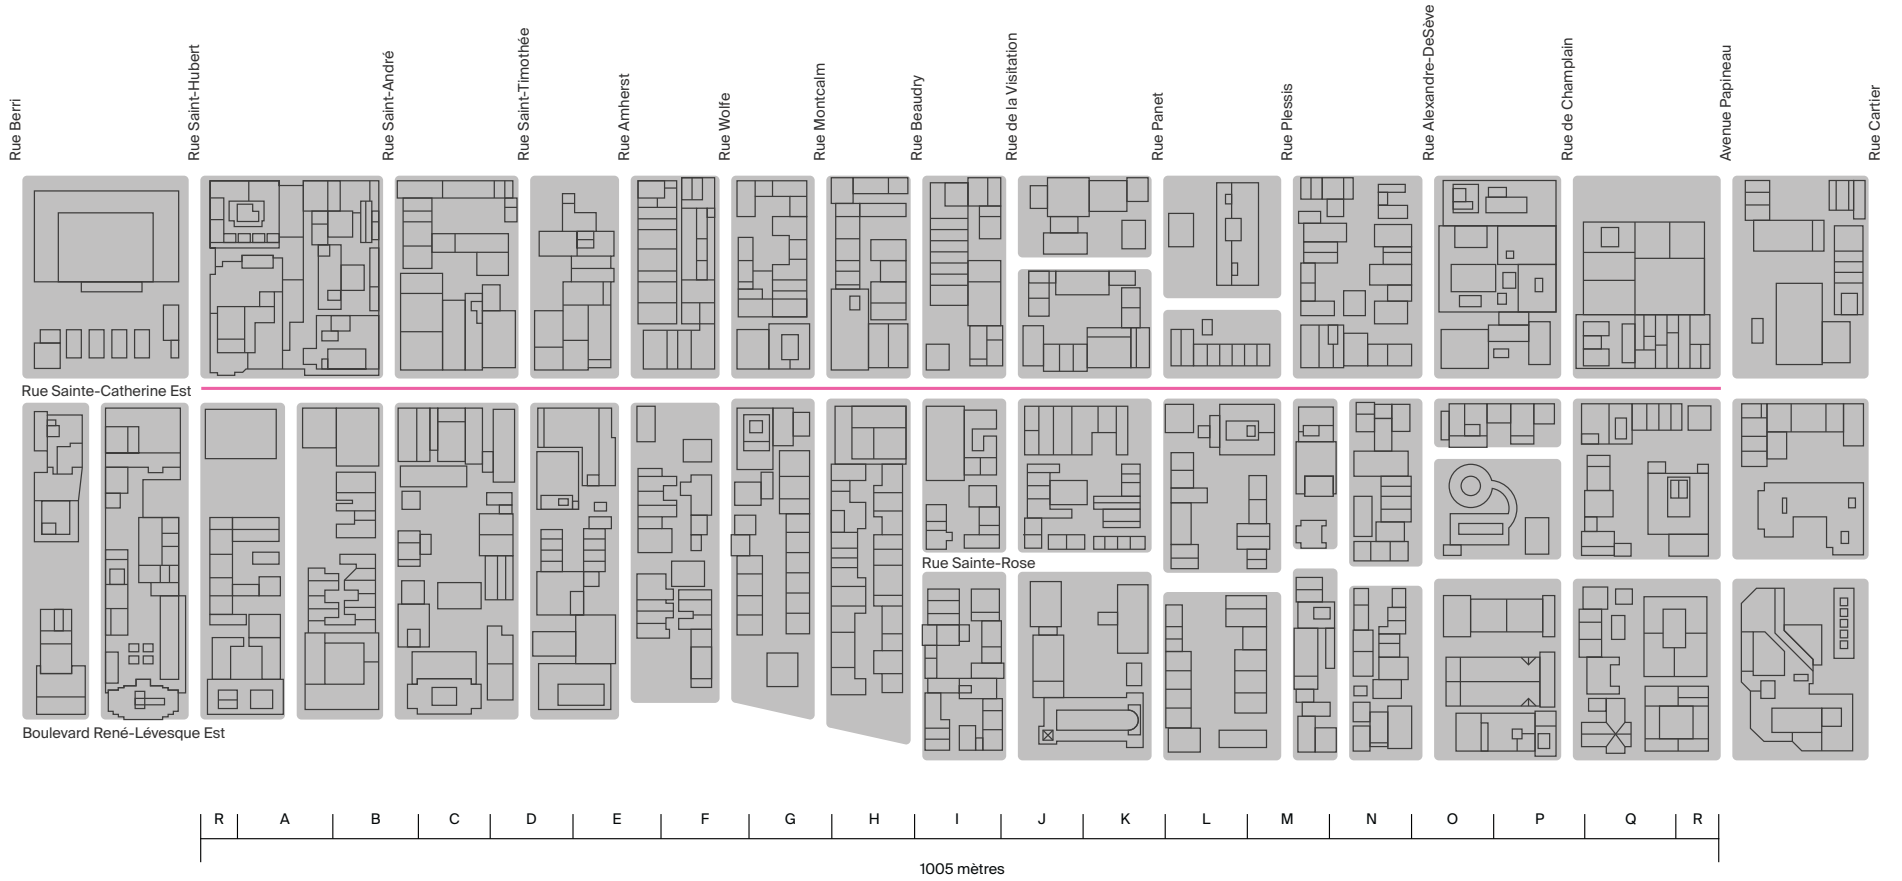 Rue Berri
Rue Saint-Hubert
Rue Saint-André
Rue Saint-Timothée
Rue Amherst
Rue Wolfe
Rue Montcalm
Rue Beaudry
Rue de la Visitation
Rue Panet
Rue Plessis
Rue Alexandre-DeSève
Rue de Champlain
Avenue Papineau
Rue Cartier
Rue Sainte-Catherine Est
Rue Sainte-Rose
Boulevard René-Lévesque Est
R A B C D E F G H I J K L M N O P Q R
1005 mètres